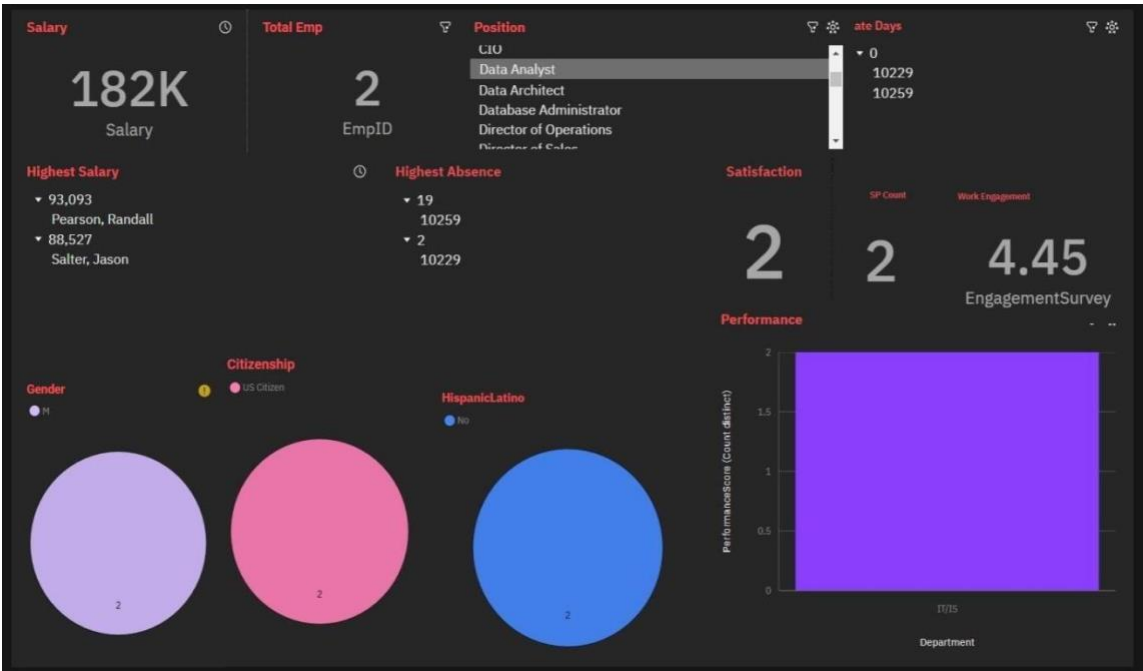 Salary
182K
Salary
Total Emp
2
EmpID
Position
CIO
Data Analyst
Data Architect
Database Administrator
Director of Operations
Director of Sales
ate Days
0
10229
10259
Highest Salary
93,093
Pearson, Randall
88,527
Salter, Jason
Highest Absence
19
10259
2
10229
Satisfaction
2
SP Count
2
Work Engagement
4.45
EngagementSurvey
Gender
M
2
Citizenship
US Citizen
2
HispanicLatino
No
2
Performance
PerformanceScore (Count distinct)
2
1.5
1
0.5
0
IT/IS
Department